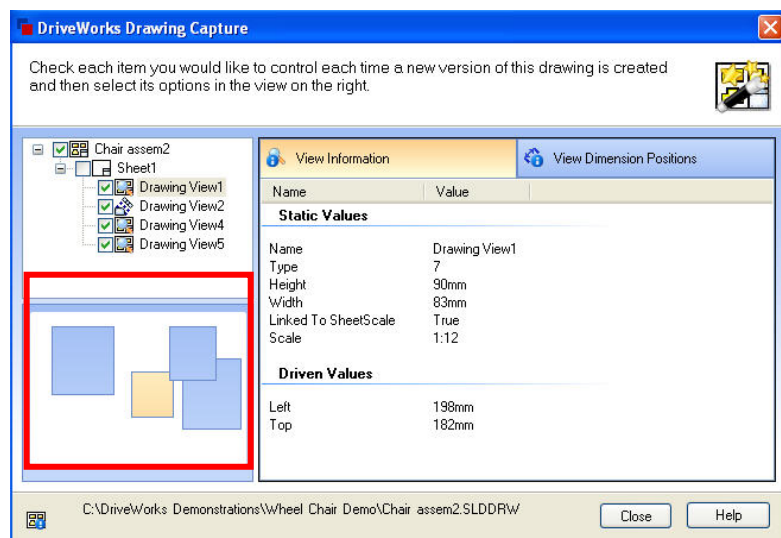 DriveWorks Drawing Capture
Check each item you would like to control each time a new version of this drawing is created
and then select its options in the view on the right.
Chair assem2
Sheet1
Drawing View1
Drawing View2
Drawing View4
Drawing View5
View Information
View Dimension Positions
Name Value
Static Values
Name Drawing View1
Type 7
Height 90mm
Width 83mm
Linked To SheetScale True
Scale 1:12
Driven Values
Left 198mm
Top 182mm
C:\DriveWorks Demonstrations\Wheel Chair Demo\Chair assem2.SLDDRW
Close
Help